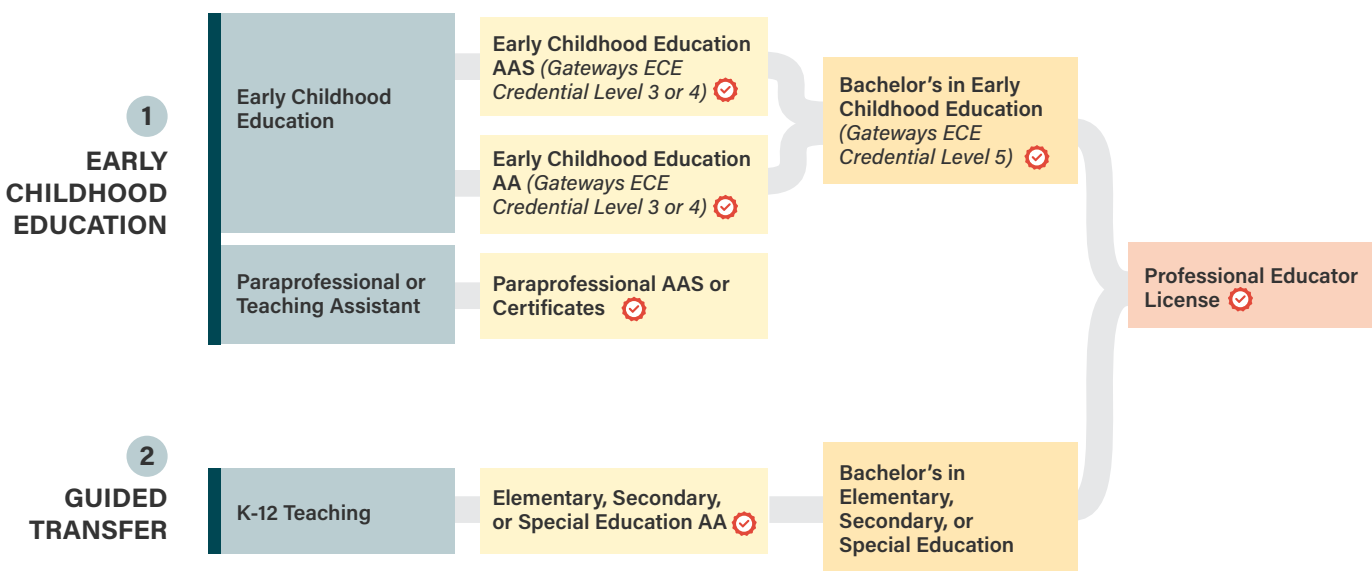 1
EARLY
CHILDHOOD
EDUCATION
Early Childhood
Education
Early Childhood Education
AAS (Gateways ECE
Credential Level 3 or 4)
Early Childhood Education
AA (Gateways ECE
Credential Level 3 or 4)
Bachelor's in Early
Childhood Education
(Gateways ECE
Credential Level 5)
Paraprofessional or
Teaching Assistant
Paraprofessional AAS or
Certificates
Professional Educator
License
2
GUIDED
TRANSFER
K-12 Teaching
Elementary, Secondary,
or Special Education AA
Bachelor's in
Elementary,
Secondary, or
Special Education